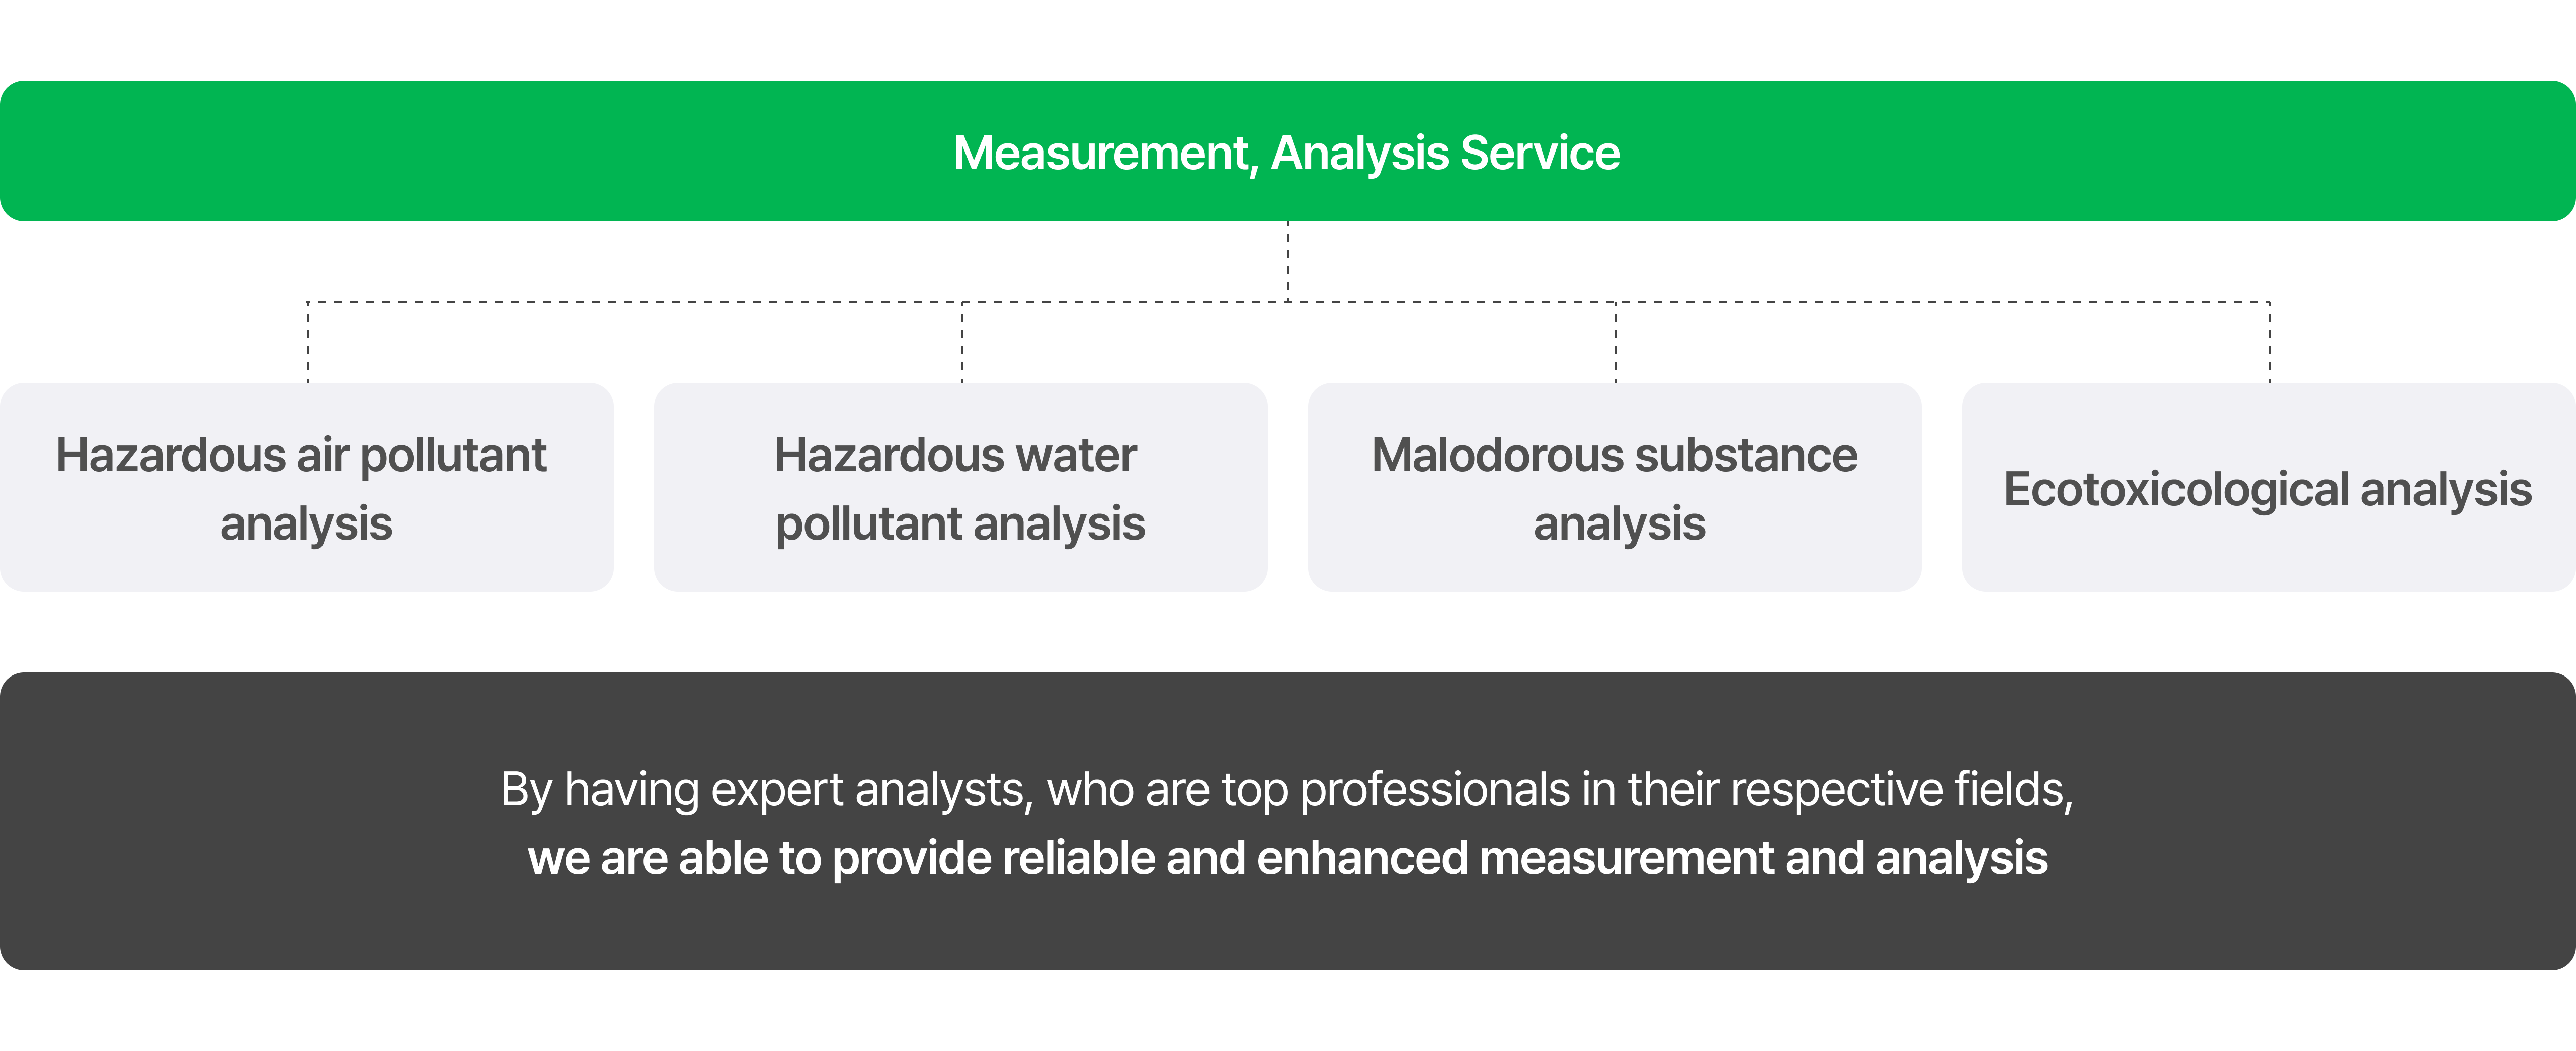 Measurement, Analysis Service
Hazardous air pollutant
analysis
Hazardous water
pollutant analysis
Malodorous substance
analysis
Ecotoxicological analysis
By having expert analysts, who are top professionals in their respective fields,
we are able to provide reliable and enhanced measurement and analysis